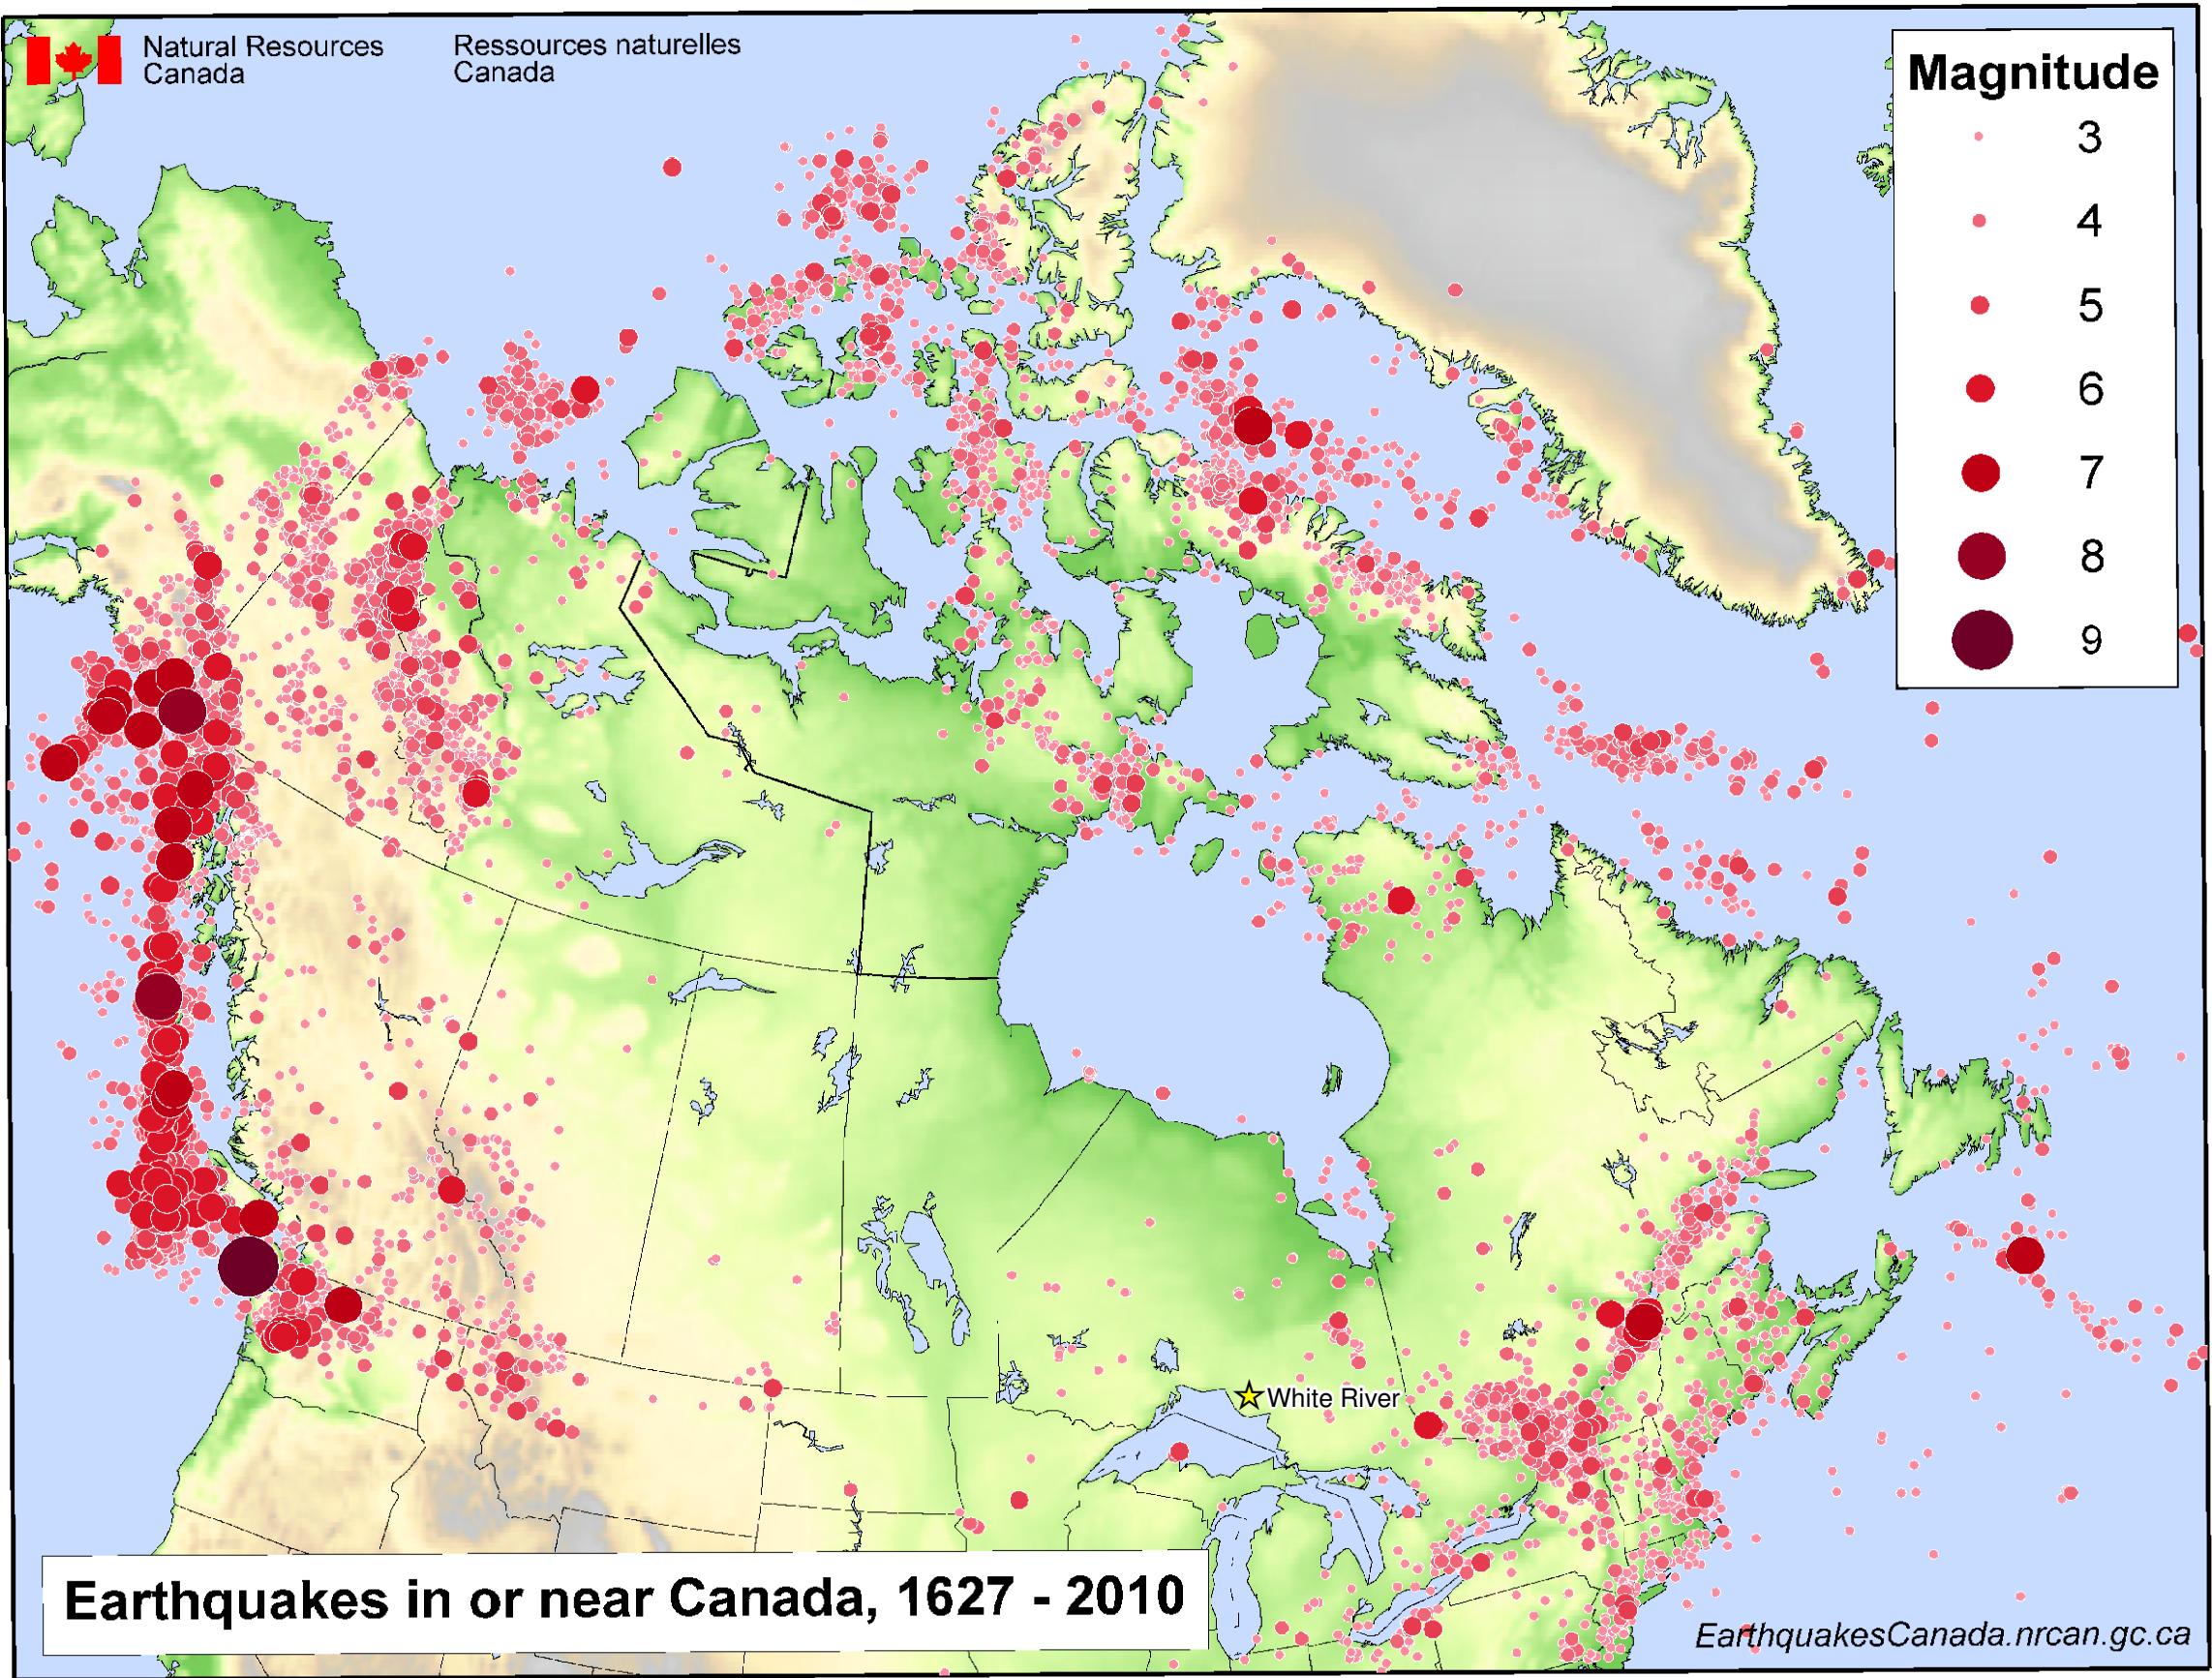 Natural Resources
Canada
Ressources naturelles
Canada
Magnitude
3
4
5
6
7
8
9
White River
Earthquakes in or near Canada, 1627 - 2010
EarthquakesCanada.nrcan.gc.ca